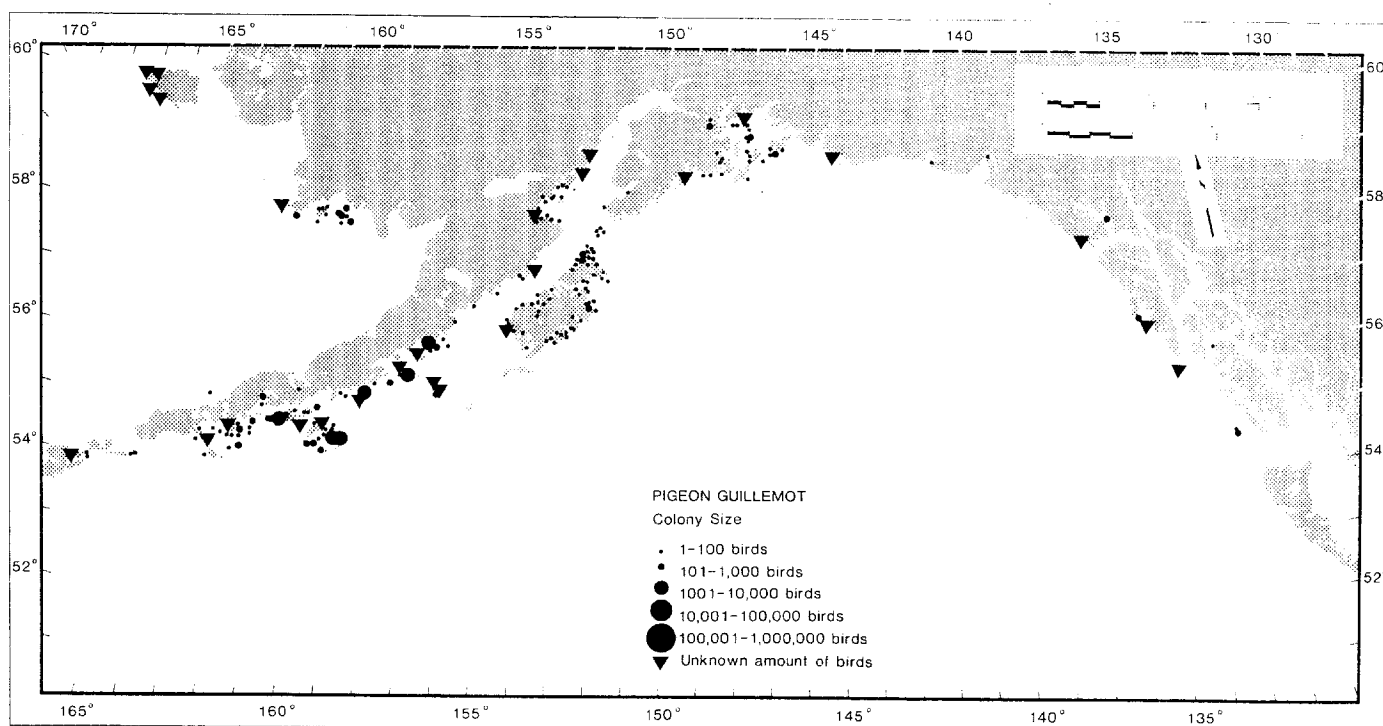 170° 165° 160° 155° 150° 145° 140° 135° 130°
60° 60
58° 58
56° 56
54° 54
52° 52
PIGEON GUILLEMOT
Colony Size
1-100 birds
101-1,000 birds
1001-10,000 birds
10,001-100,000 birds
100,001-1,000,000 birds
Unknown amount of birds
165° 160° 155° 150° 145° 140° 135°